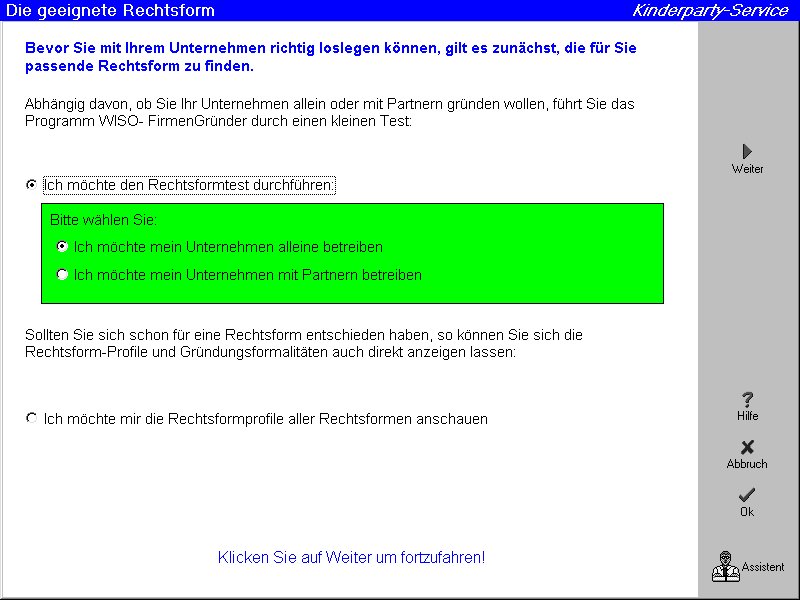 Die geeignete Rechtsform
Kinderparty-Service
Bevor Sie mit Ihrem Unternehmen richtig loslegen können, gilt es zunächst, die für Sie
passende Rechtsform zu finden.
Abhängig davon, ob Sie Ihr Unternehmen allein oder mit Partnern gründen wollen, führt Sie das
Programm WISO- FirmenGründer durch einen kleinen Test:
Weiter
Ich möchte den Rechtsformtest durchführen:
Bitte wählen Sie:
Ich möchte mein Unternehmen alleine betreiben
Ich möchte mein Unternehmen mit Partnern betreiben
Sollten Sie sich schon für eine Rechtsform entschieden haben, so können Sie sich die
Rechtsform-Profile und Gründungsformalitäten auch direkt anzeigen lassen:
Ich möchte mir die Rechtsformprofile aller Rechtsformen anschauen
Hilfe
Abbruch
Ok
Klicken Sie auf Weiter um fortzufahren!
Assistent